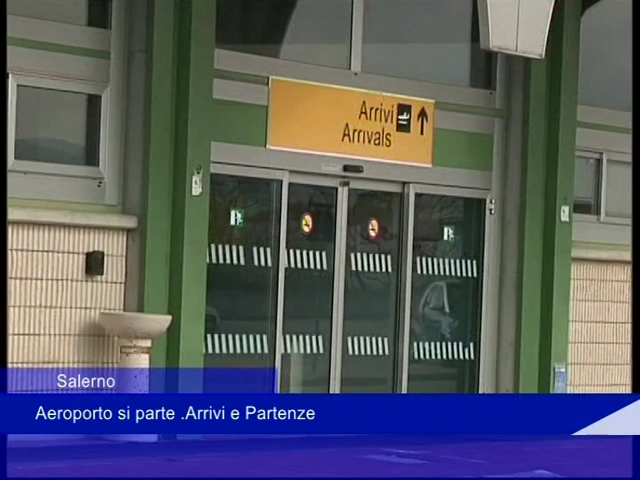 Arrivi
Arrivals
Salerno
Aeroporto si parte .Arrivi e Partenze